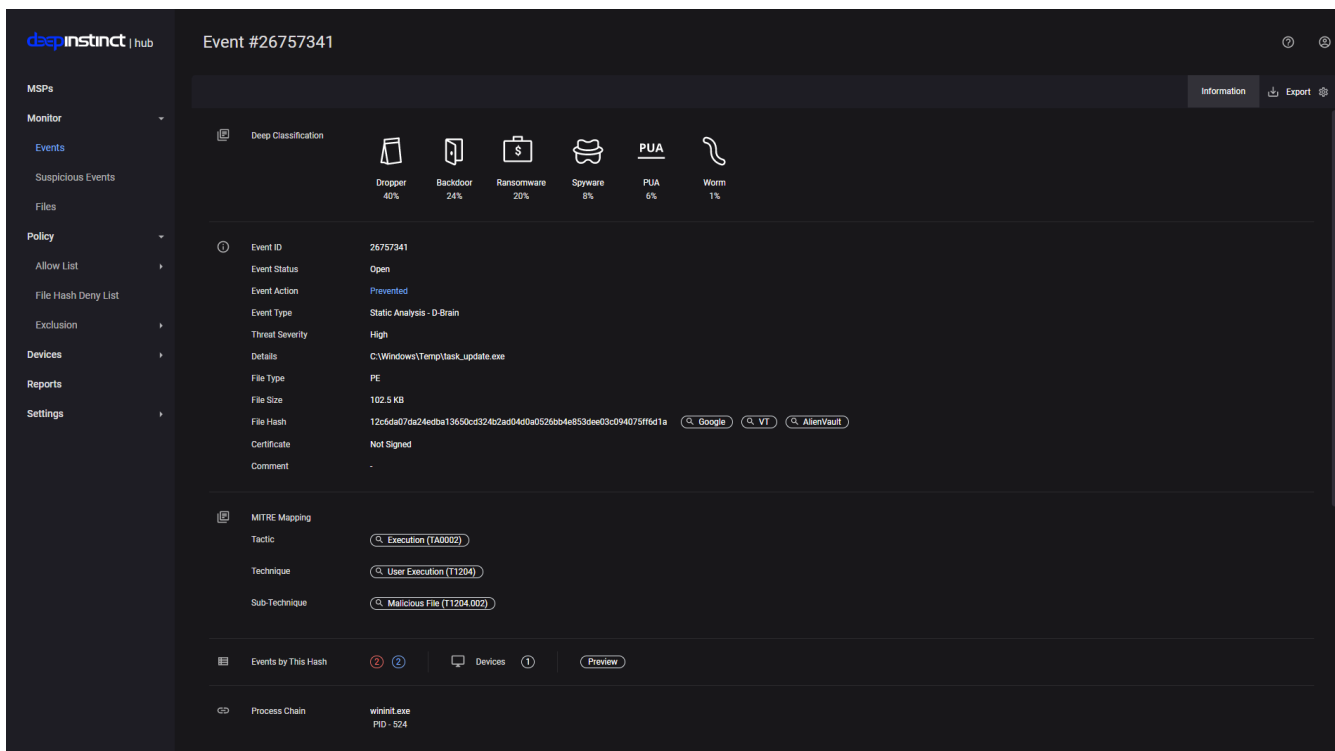 deepinstinct | hub
Event #26757341
MSPs
Monitor
Events
Suspicious Events
Files
Policy
Allow List
File Hash Deny List
Exclusion
Devices
Reports
Settings
Information
Export
Deep Classification
$
PUA
Dropper Backdoor Ransomware Spyware PUA Worm
40% 24% 20% 8% 6% 1%
Event ID 26757341
Event Status Open
Event Action Prevented
Event Type Static Analysis - D-Brain
Threat Severity High
Details C:\Windows\Temp\task_update.exe
File Type PE
File Size 102.5 KB
File Hash 12c6da07da24edba13650cd324b2ad04d0a0526bb4e853dee03c094075ff6d1a Google VT AlienVault
Certificate Not Signed
Comment -
MITRE Mapping
Tactic Execution (TA0002)
Technique User Execution (T1204)
Sub-Technique Malicious File (T1204.002)
Events by This Hash 2 2 Devices 1 Preview
Process Chain wininit.exe
PID - 524